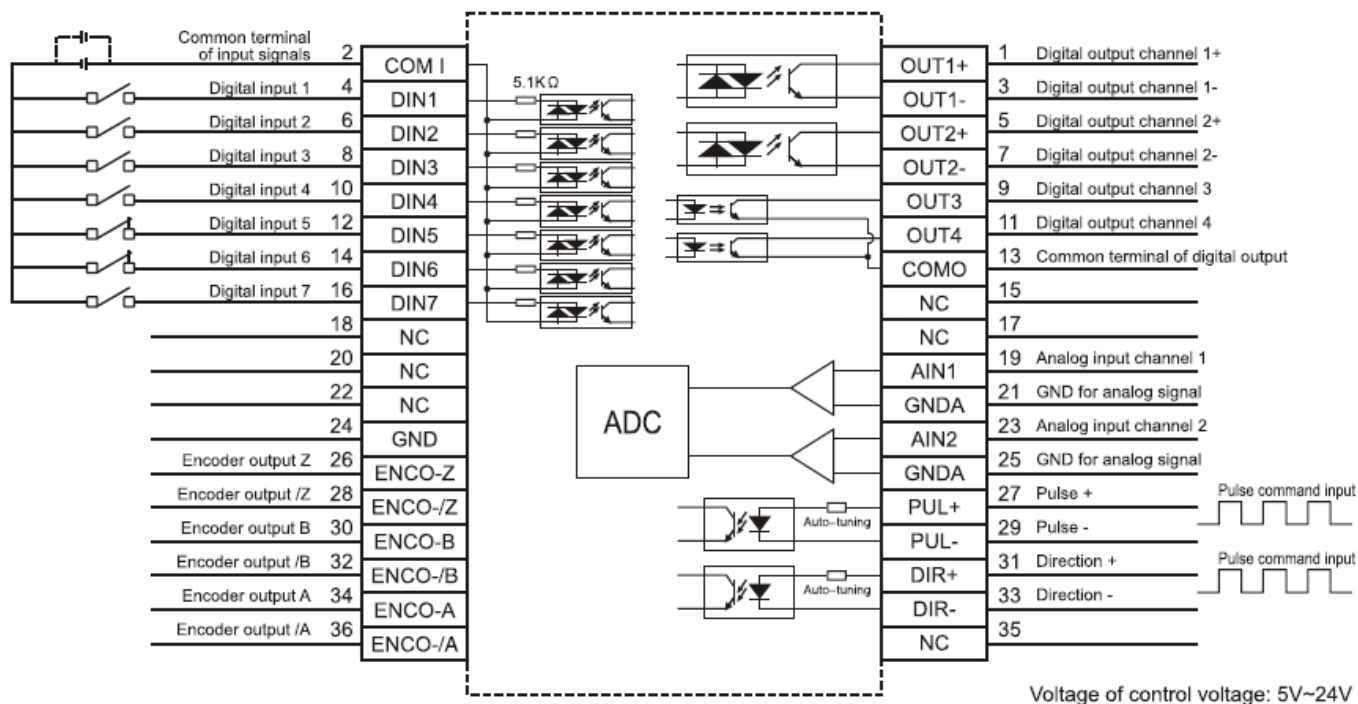 Common terminal
of input signals
2
COM I
OUT1+
1
Digital output channel 1+
Digital input 1
4
DIN1
5.1KΩ
OUT1-
3
Digital output channel 1-
Digital input 2
6
DIN2
OUT2+
5
Digital output channel 2+
Digital input 3
8
DIN3
OUT2-
7
Digital output channel 2-
Digital input 4
10
DIN4
OUT3
9
Digital output channel 3
Digital input 5
12
DIN5
OUT4
11
Digital output channel 4
Digital input 6
14
DIN6
COMO
13
Common terminal of digital output
Digital input 7
16
DIN7
NC
15
18
NC
NC
17
20
NC
AIN1
19
Analog input channel 1
22
NC
GNDA
21
GND for analog signal
24
GND
ADC
AIN2
23
Analog input channel 2
Encoder output Z
26
ENCO-Z
GNDA
25
GND for analog signal
Encoder output /Z
28
ENCO-/Z
Auto-tuning
PUL+
27
Pulse +
Pulse command input
Encoder output B
30
ENCO-B
PUL-
29
Pulse -
Encoder output /B
32
ENCO-/B
Auto-tuning
DIR+
31
Direction +
Pulse command input
Encoder output A
34
ENCO-A
DIR-
33
Direction -
Encoder output /A
36
ENCO-/A
NC
35
Voltage of control voltage: 5V~24V